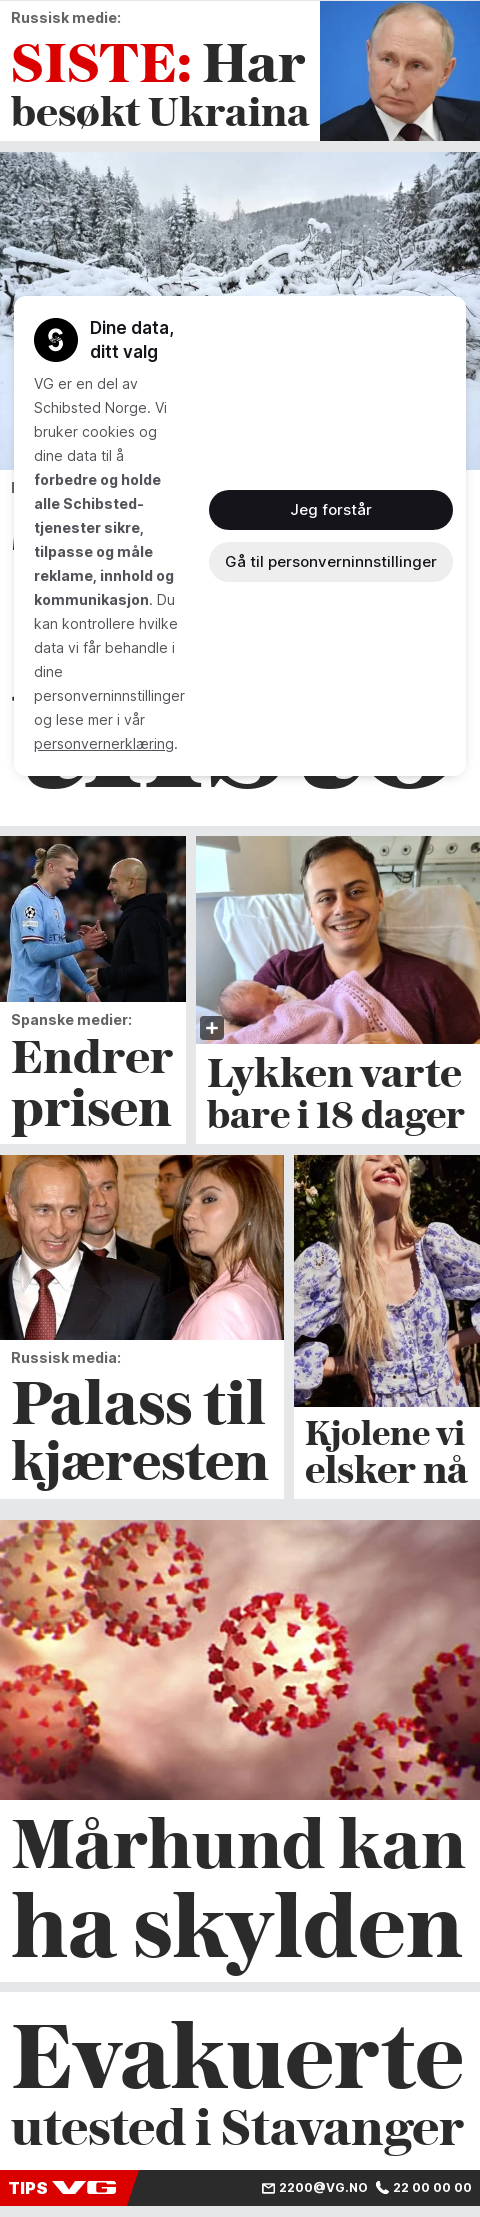 Russisk medie:
SISTE: Har
besøkt Ukraina
Dine data,
ditt valg
VG er en del av
Schibsted Norge. Vi
bruker cookies og
dine data til å
forbedre og holde
alle Schibsted-
tjenester sikre,
tilpasse og måle
reklame, innhold og
kommunikasjon. Du
kan kontrollere hvilke
data vi får behandle i
dine
personverninnstillinger
og lese mer i vår
personvernerklæring.
Jeg forstår
Gå til personverninnstillinger
Spanske medier:
Endrer
prisen
Lykken varte
bare i 18 dager
Russisk media:
Palass til
kjæresten
Kjolene vi
elsker nå
Mårhund kan
ha skylden
Evakuerte
utested i Stavanger
TIPS VG
2200@VG.NO 22 00 00 00